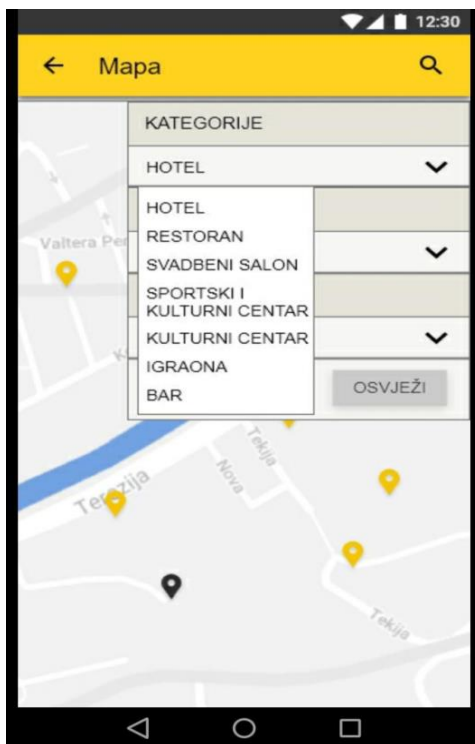 12:30
Mapa
KATEGORIJE
HOTEL
HOTEL
RESTORAN
SVADBENI SALON
SPORTSKI I
KULTURNI CENTAR
KULTURNI CENTAR
IGRAONA
BAR
OSVJEŽI
Valtera Per
Terezija
Nova
Tekija
Tekija